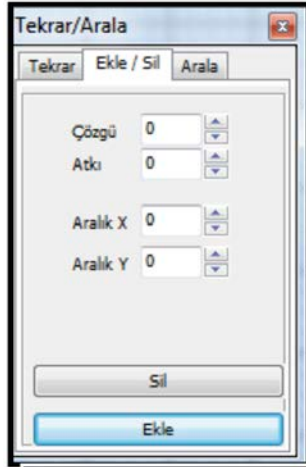 Tekrar/Arala
Tekrar Ekle / Sil Arala
Çözgü 0
Atkı 0
Aralık X 0
Aralık Y 0
Sil
Ekle